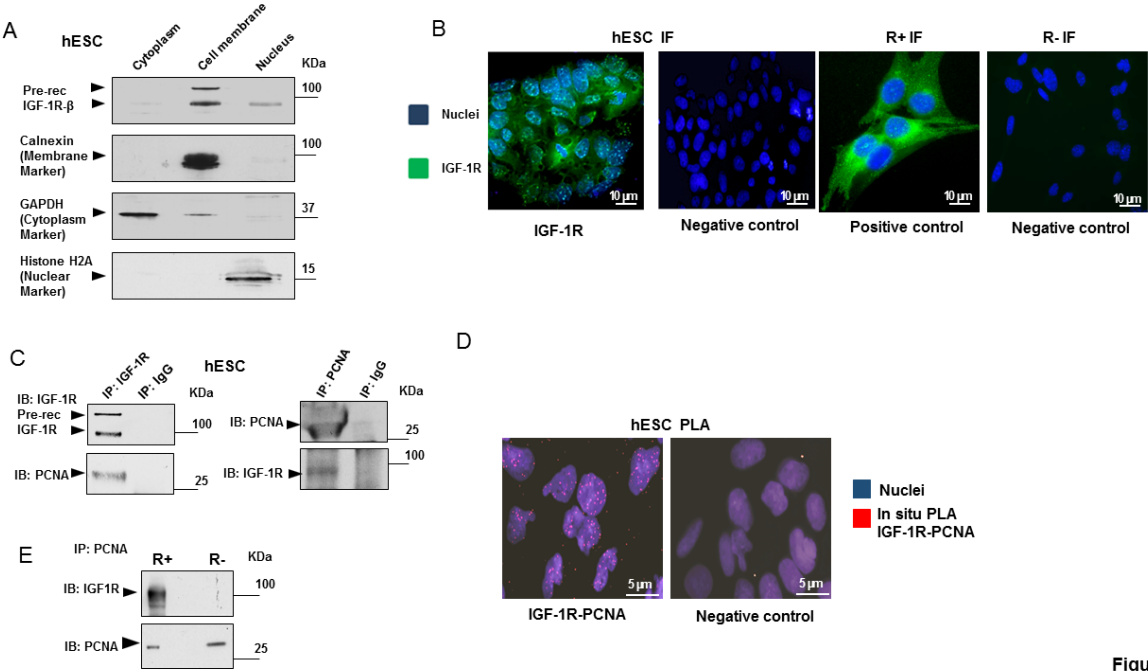 A
hESC
Cytoplasm
Cell membrane
Nucleus
KDa
Pre-rec
IGF-1R-β
100
Calnexin
(Membrane
Marker)
100
GAPDH
(Cytoplasm
Marker)
37
Histone H2A
(Nuclear
Marker)
15
B
hESC IF
R+ IF
R- IF
Nuclei
IGF-1R
10 µm
10 µm
10 µm
10 µm
IGF-1R
Negative control
Positive control
Negative control
C
hESC
IP: IGF-1R
IP: IgG
KDa
IB: IGF-1R
Pre-rec
IGF-1R
100
IB: PCNA
25
IP: PCNA
IP: IgG
KDa
IB: PCNA
25
100
IB: IGF-1R
D
hESC PLA
5 µm
5 µm
IGF-1R-PCNA
Negative control
Nuclei
In situ PLA
IGF-1R-PCNA
E
IP: PCNA
R+
R-
KDa
IB: IGF1R
100
IB: PCNA
25
Figu